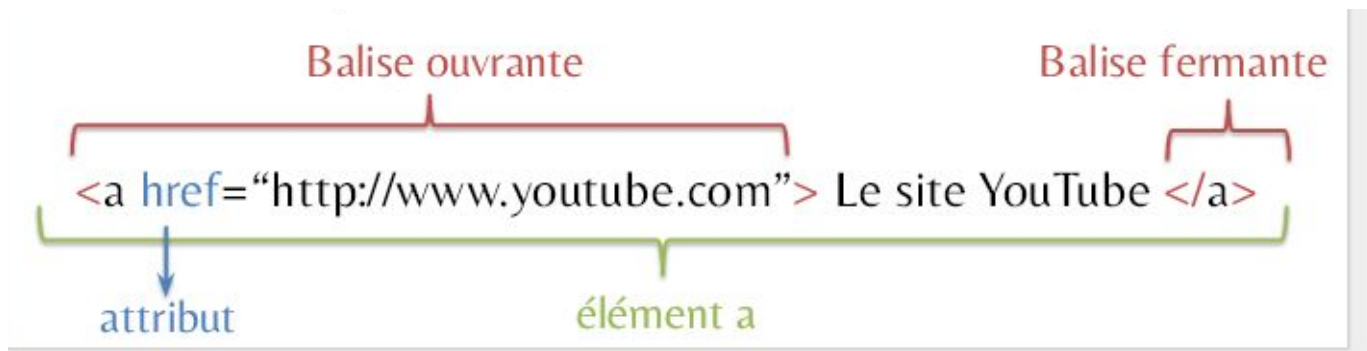 Balise ouvrante Balise fermante
<a href=“http://www.youtube.com”> Le site YouTube </a>
attribut élément a